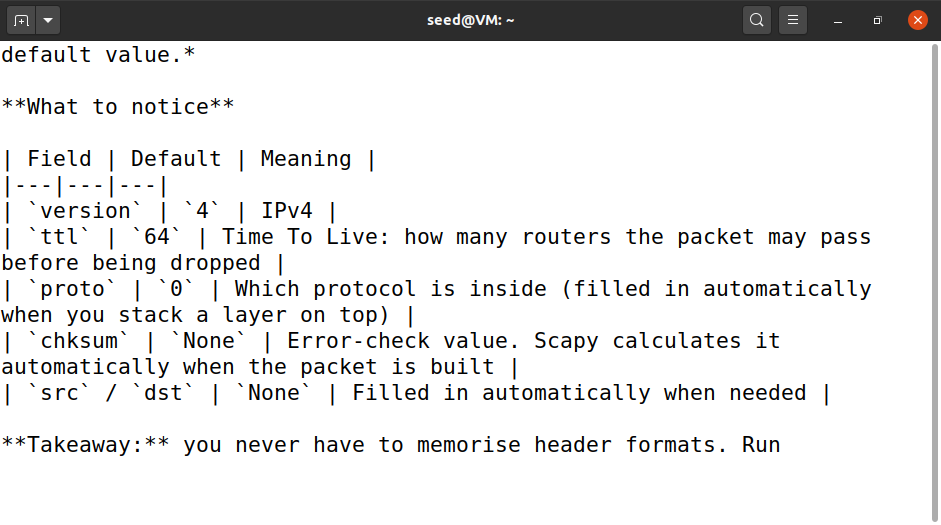 seed@VM: ~
default value.*
**What to notice**
| Field | Default | Meaning |
|---|---|---|
| `version` | `4` | IPv4 |
| `ttl` | `64` | Time To Live: how many routers the packet may pass
before being dropped |
| `proto` | `0` | Which protocol is inside (filled in automatically
when you stack a layer on top) |
| `chksum` | `None` | Error-check value. Scapy calculates it
automatically when the packet is built |
| `src` / `dst` | `None` | Filled in automatically when needed |
**Takeaway:** you never have to memorise header formats. Run